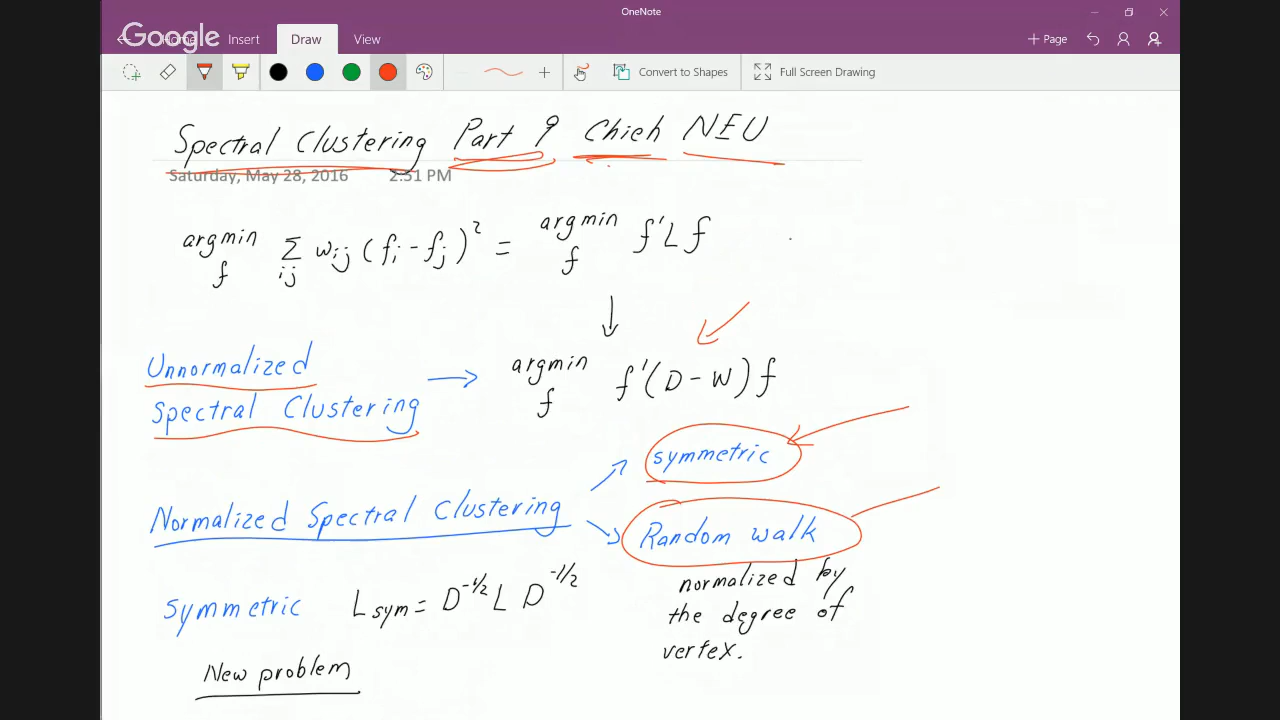 OneNote
Google
Home Insert Draw View
+ Page
Convert to Shapes Full Screen Drawing
Spectral Clustering Part 9 Chieh NEU
Saturday, May 28, 2016 2:51 PM
argmin f Σ ij wij (fi - fj)² = argmin f f'Lf
↓
Unnormalized
Spectral Clustering → argmin f f'(D-W)f
symmetric
Normalized Spectral Clustering
Random walk
normalized by
the degree of
vertex.
symmetric L sym = D^-1/2 L D^-1/2
New problem